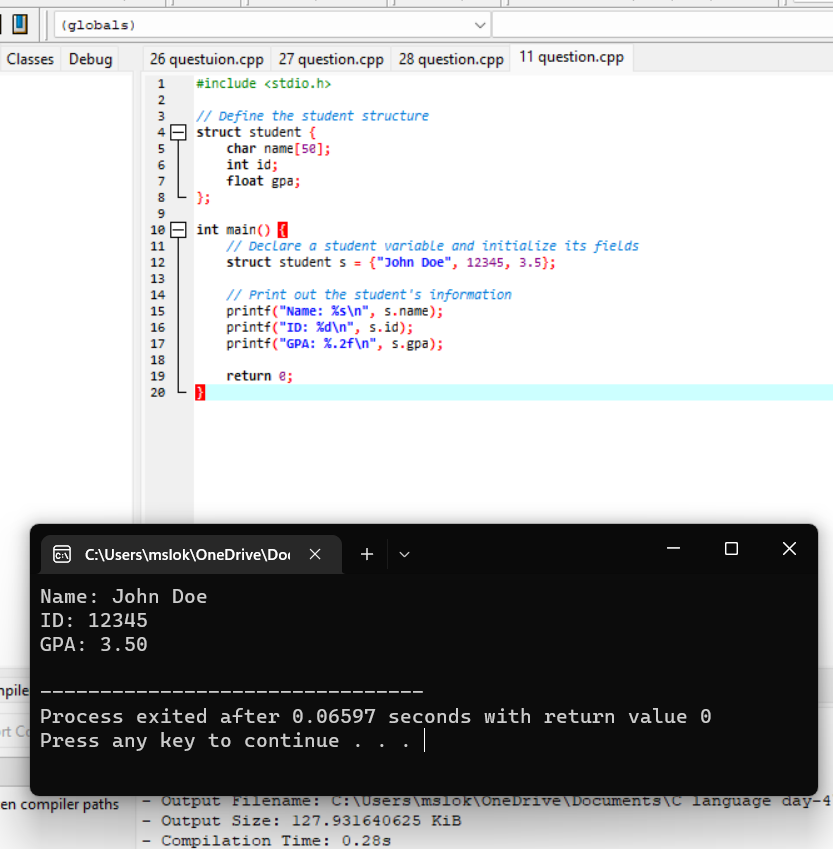 (globals)
Classes Debug
26 questuion.cpp 27 question.cpp 28 question.cpp 11 question.cpp
1 #include <stdio.h>
2
3 // Define the student structure
4 struct student {
5 char name[50];
6 int id;
7 float gpa;
8 };
9
10 int main() {
11 // Declare a student variable and initialize its fields
12 struct student s = {"John Doe", 12345, 3.5};
13
14 // Print out the student's information
15 printf("Name: %s\n", s.name);
16 printf("ID: %d\n", s.id);
17 printf("GPA: %.2f\n", s.gpa);
18
19 return 0;
20 }
C:\Users\mslok\OneDrive\Do
Name: John Doe
ID: 12345
GPA: 3.50
--------------------------------
Process exited after 0.06597 seconds with return value 0
Press any key to continue . . .
en compiler paths
- Output Filename: C:\Users\mslok\OneDrive\Documents\C language day-4
- Output Size: 127.931640625 KiB
- Compilation Time: 0.28s